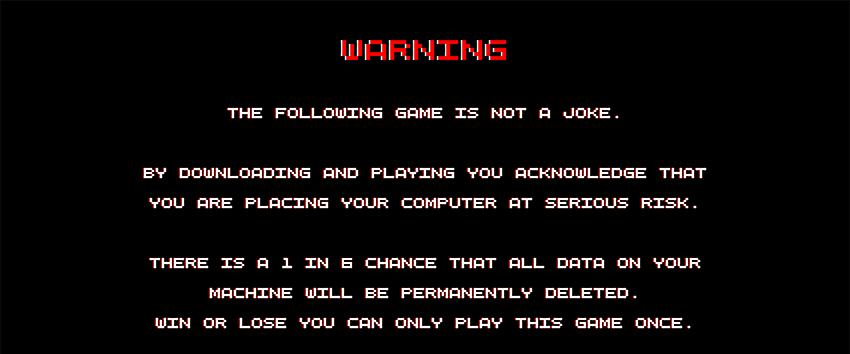 WARNING
THE FOLLOWING GAME IS NOT A JOKE.
BY DOWNLOADING AND PLAYING YOU ACKNOWLEDGE THAT
YOU ARE PLACING YOUR COMPUTER AT SERIOUS RISK.
THERE IS A 1 IN 6 CHANCE THAT ALL DATA ON YOUR
MACHINE WILL BE PERMANENTLY DELETED.
WIN OR LOSE YOU CAN ONLY PLAY THIS GAME ONCE.